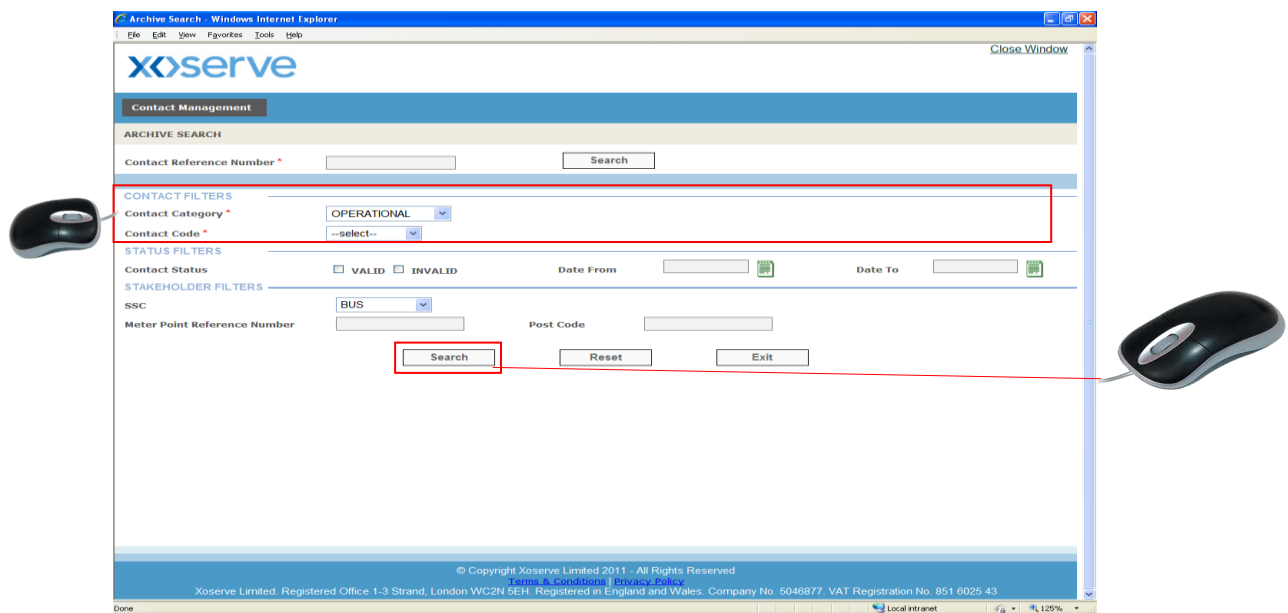 Archive Search - Windows Internet Explorer
File Edit View Favorites Tools Help
Close Window
xoserve
Contact Management
ARCHIVE SEARCH
Contact Reference Number * Search
CONTACT FILTERS
Contact Category * OPERATIONAL
Contact Code * --select--
STATUS FILTERS
Contact Status VALID INVALID Date From Date To
STAKEHOLDER FILTERS
SSC BUS
Meter Point Reference Number Post Code
Search Reset Exit
© Copyright Xoserve Limited 2011 - All Rights Reserved
Terms & Conditions | Privacy Policy
Xoserve Limited. Registered Office 1-3 Strand, London WC2N 5EH. Registered in England and Wales. Company No. 5046877. VAT Registration No. 851 6025 43
Done Local intranet 125%